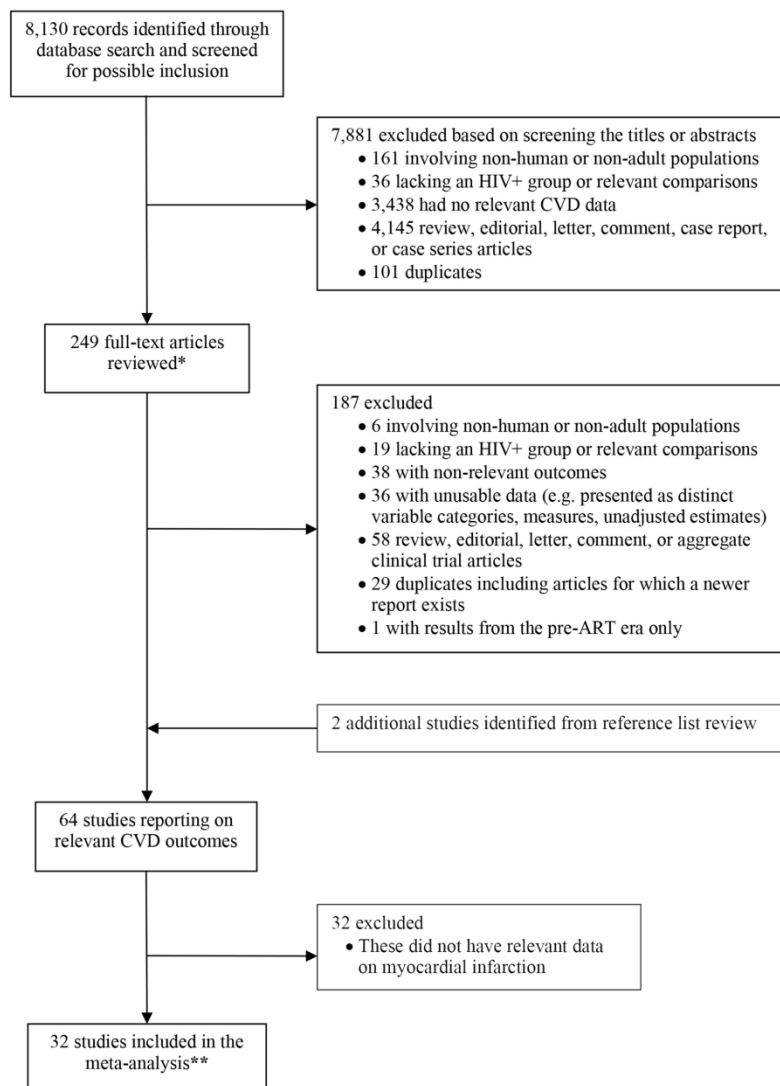 8,130 records identified through
database search and screened
for possible inclusion
7,881 excluded based on screening the titles or abstracts
• 161 involving non-human or non-adult populations
• 36 lacking an HIV+ group or relevant comparisons
• 3,438 had no relevant CVD data
• 4,145 review, editorial, letter, comment, case report,
or case series articles
• 101 duplicates
249 full-text articles
reviewed*
187 excluded
• 6 involving non-human or non-adult populations
• 19 lacking an HIV+ group or relevant comparisons
• 38 with non-relevant outcomes
• 36 with unusable data (e.g. presented as distinct
variable categories, measures, unadjusted estimates)
• 58 review, editorial, letter, comment, or aggregate
clinical trial articles
• 29 duplicates including articles for which a newer
report exists
• 1 with results from the pre-ART era only
2 additional studies identified from reference list review
64 studies reporting on
relevant CVD outcomes
32 excluded
• These did not have relevant data
on myocardial infarction
32 studies included in the
meta-analysis**